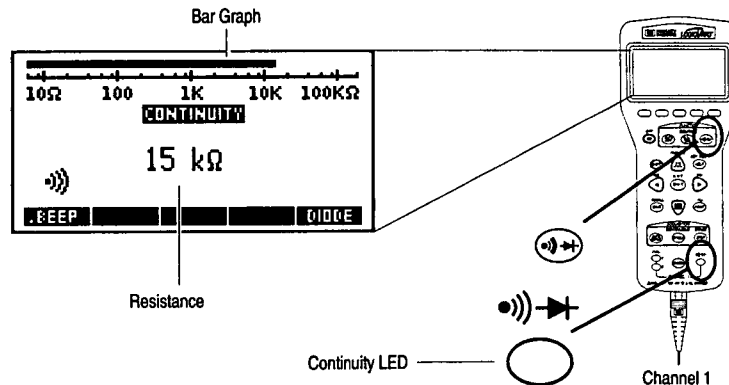 Bar Graph
10Ω 100 1K 10K 100KΩ
CONTINUITY
15 kΩ
.BEEP DIODE
Resistance
Continuity LED
Channel 1